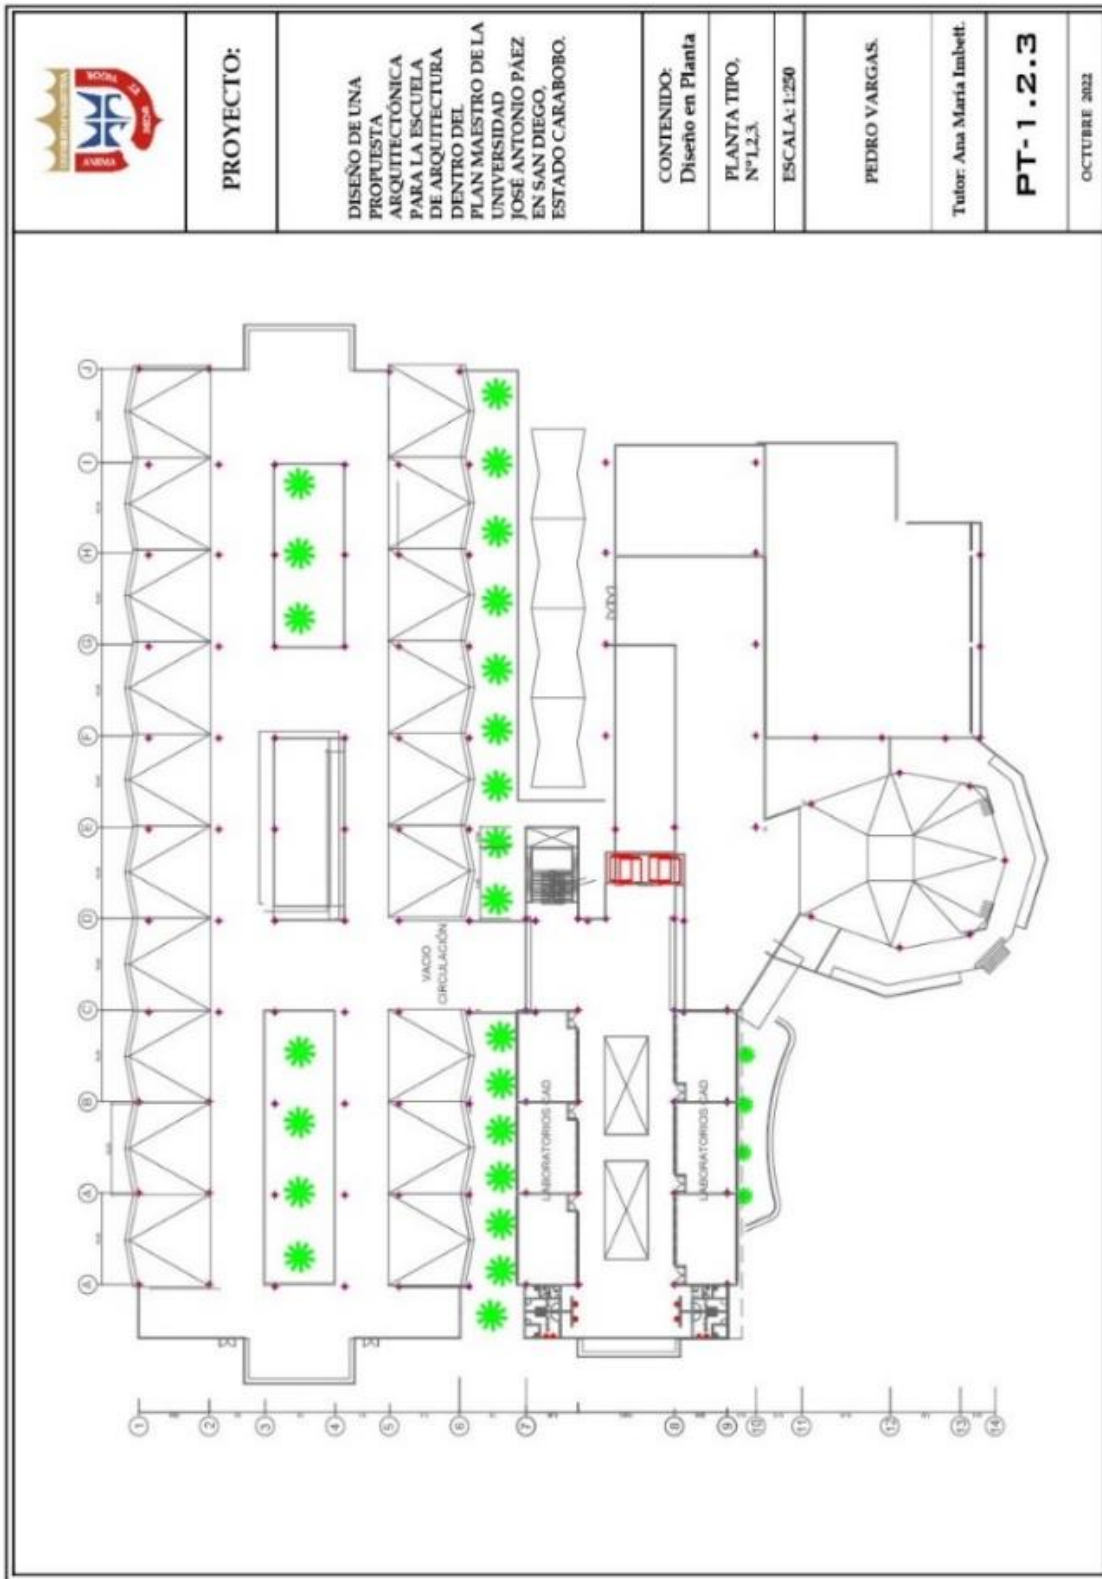 PROYECTO:
DISEÑO DE UNA
PROPUESTA
ARQUITECTÓNICA
PARA LA ESCUELA
DE ARQUITECTURA
DENTRO DEL
PLAN MAESTRO DE LA
UNIVERSIDAD
JOSÉ ANTONIO PÁEZ
EN SAN DIEGO,
ESTADO CARABOBO.
CONTENIDO:
Diseño en Planta
PLANTA TIPO,
N°1,2,3.
ESCALA: 1:250
PEDRO VARGAS.
Tutor: Ana Maria Imbett.
PT-1.2.3
OCTUBRE 2022
J
I
H
G
F
E
D
C
B
A
A
VACIO
CIRCULACIÓN
LABORATORIOS CAD
LABORATORIOS CAD
1
2
3
4
5
6
7
8
9
10
11
12
13
14